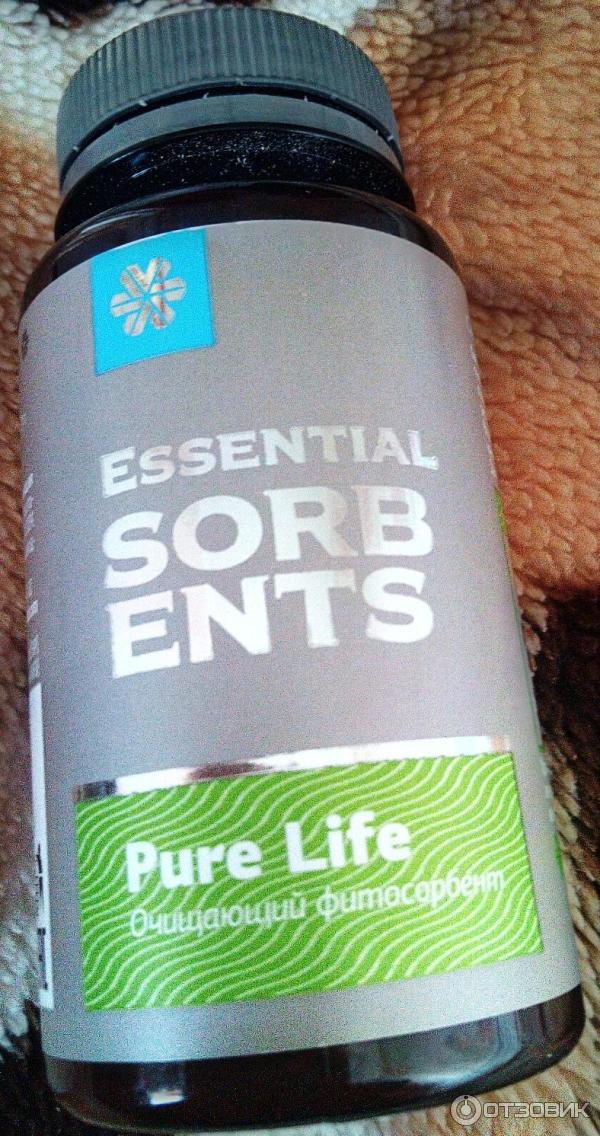 ESSENTIAL
SORB
ENTS
Pure Life
Очищающий фитосорбент
ОТЗОВИК